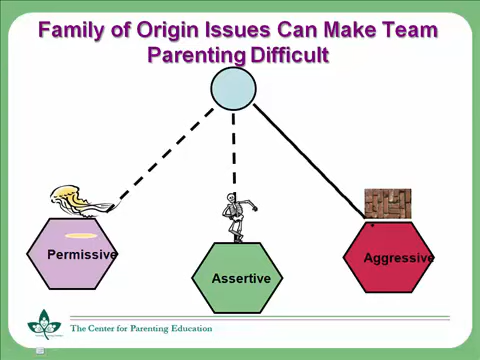 Family of Origin Issues Can Make Team
Parenting Difficult
Permissive
Assertive
Aggressive
The Center for Parenting Education